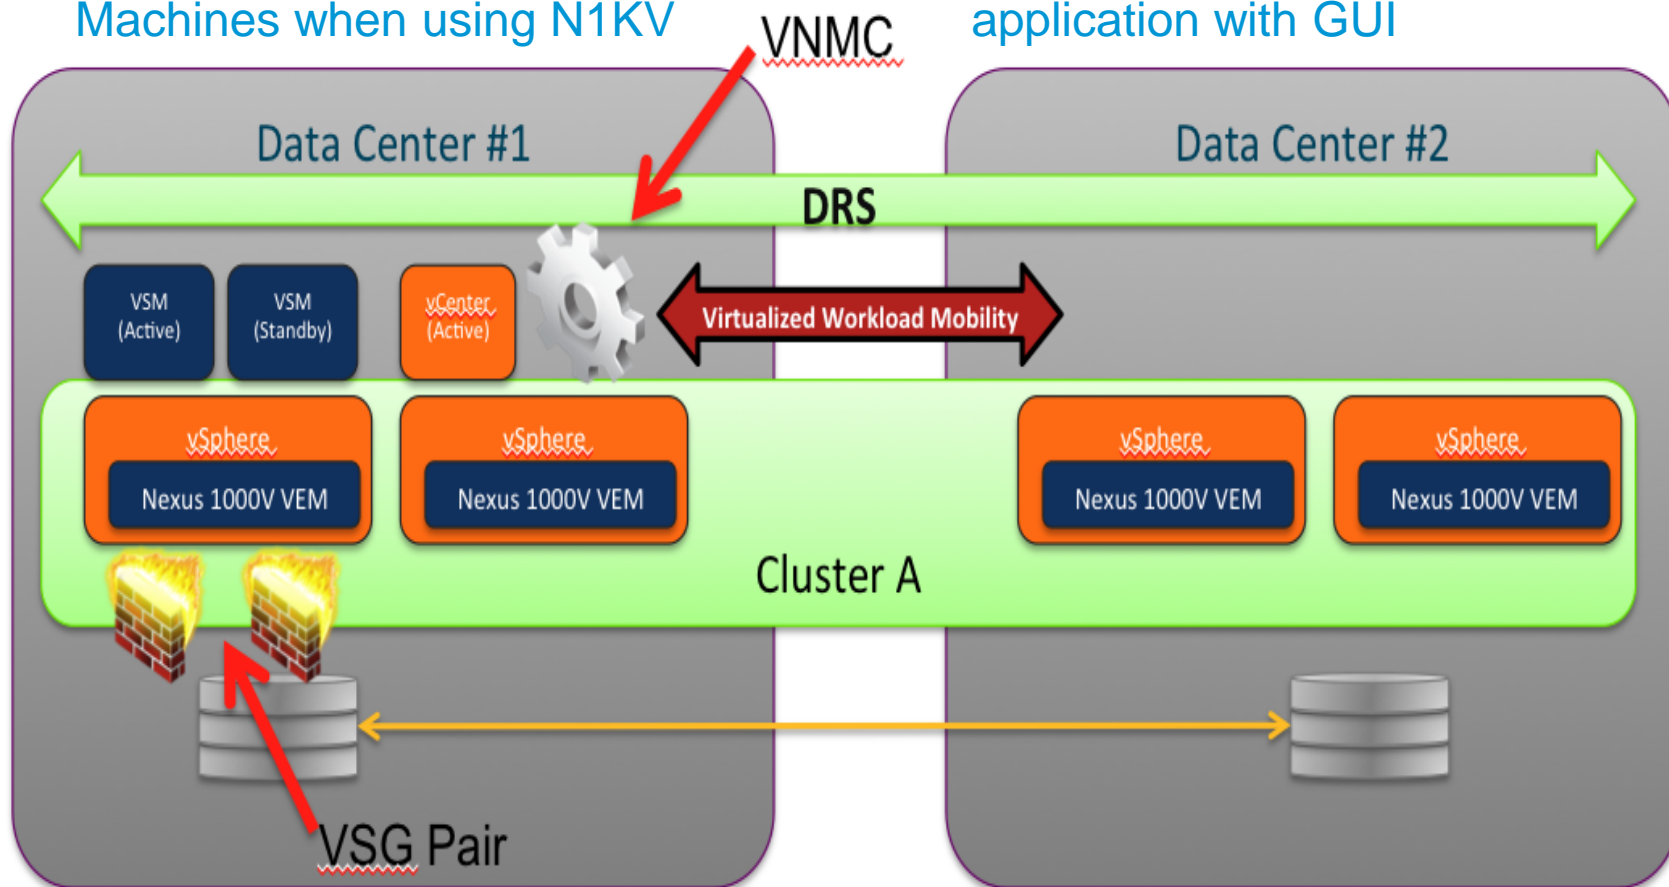 Machines when using N1KV
application with GUI
VNMC
Data Center #1
Data Center #2
DRS
VSM
(Active)
VSM
(Standby)
vCenter
(Active)
Virtualized Workload Mobility
vSphere
Nexus 1000V VEM
vSphere
Nexus 1000V VEM
vSphere
Nexus 1000V VEM
vSphere
Nexus 1000V VEM
Cluster A
VSG Pair